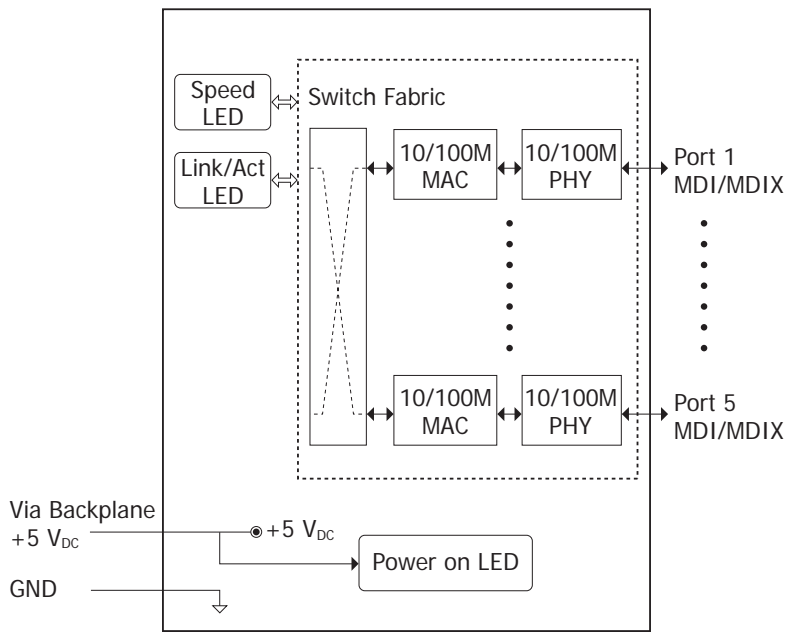 Speed
LED
Switch Fabric
Link/Act
LED
10/100M
MAC
10/100M
PHY
Port 1
MDI/MDIX
10/100M
MAC
10/100M
PHY
Port 5
MDI/MDIX
Via Backplane
+5 VDC
+5 VDC
Power on LED
GND